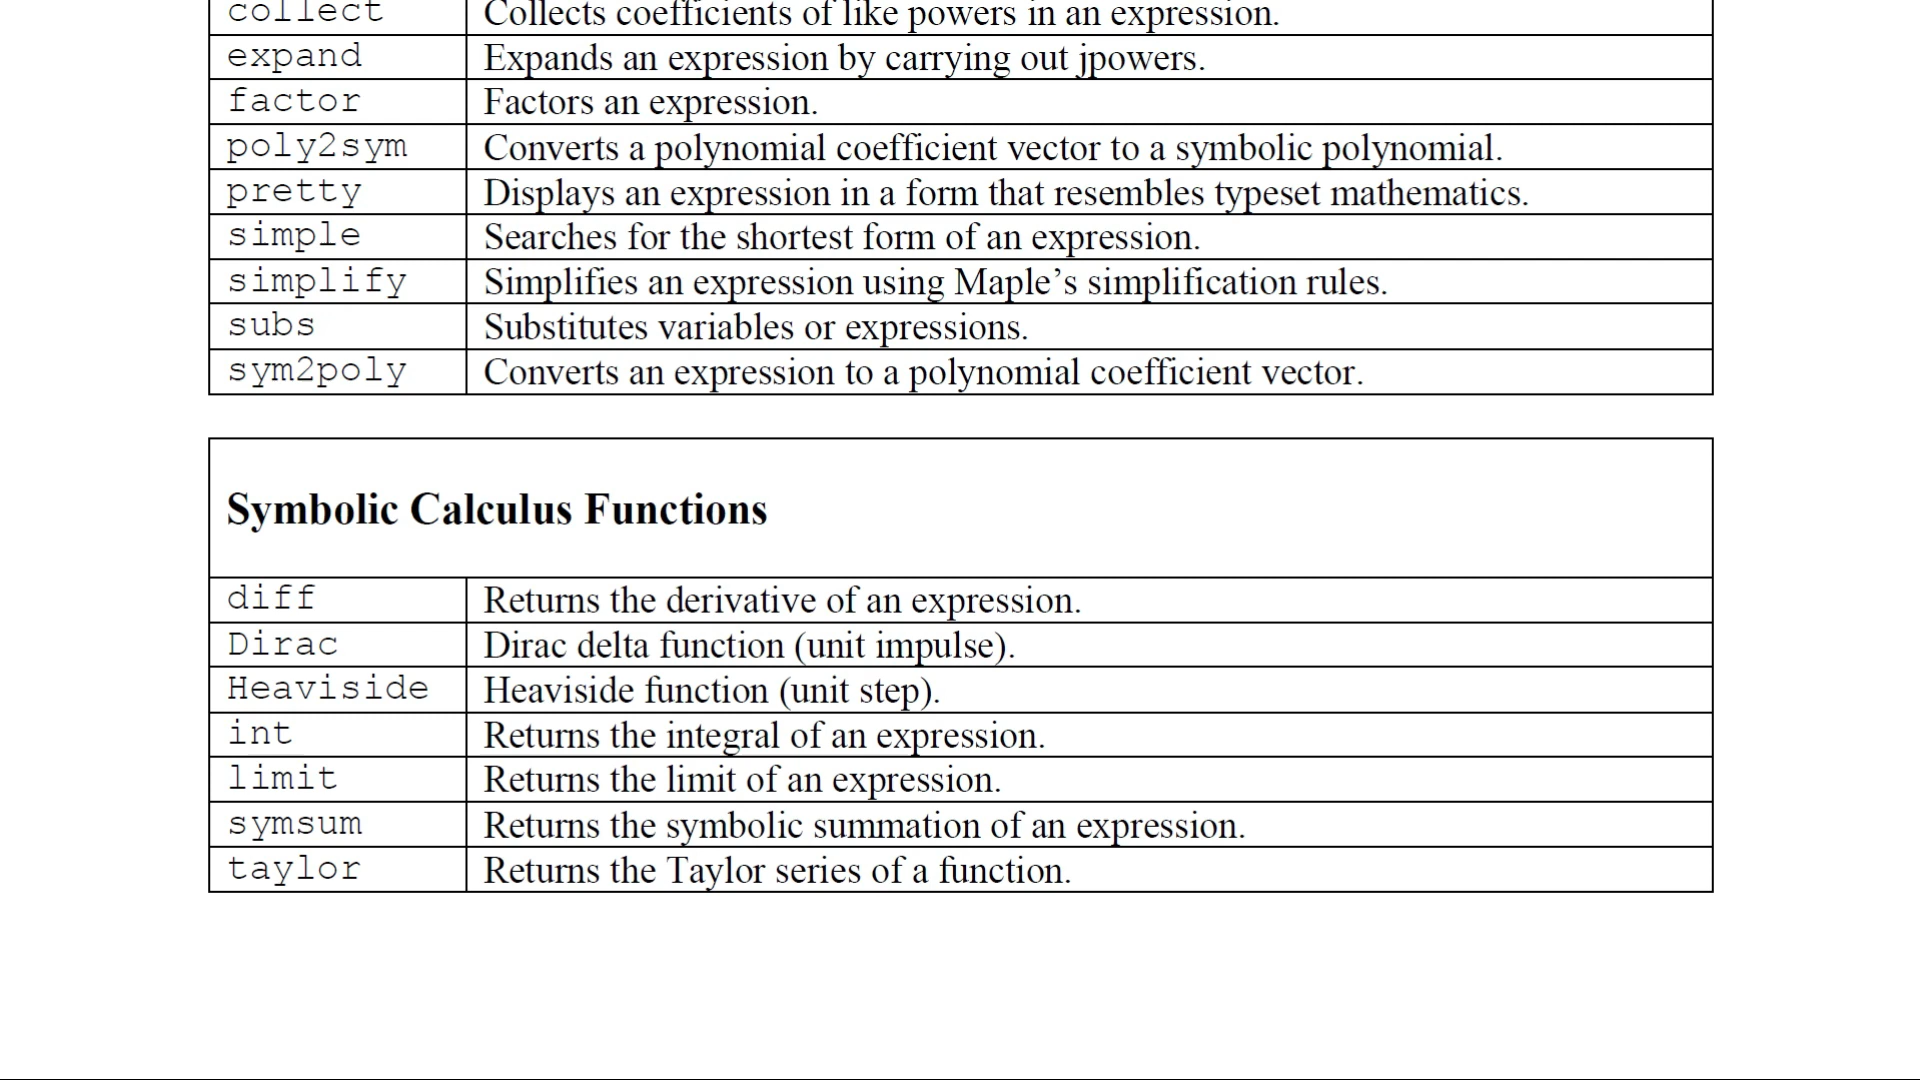 collect Collects coefficients of like powers in an expression.
expand Expands an expression by carrying out jpowers.
factor Factors an expression.
poly2sym Converts a polynomial coefficient vector to a symbolic polynomial.
pretty Displays an expression in a form that resembles typeset mathematics.
simple Searches for the shortest form of an expression.
simplify Simplifies an expression using Maple’s simplification rules.
subs Substitutes variables or expressions.
sym2poly Converts an expression to a polynomial coefficient vector.
Symbolic Calculus Functions
diff Returns the derivative of an expression.
Dirac Dirac delta function (unit impulse).
Heaviside Heaviside function (unit step).
int Returns the integral of an expression.
limit Returns the limit of an expression.
symsum Returns the symbolic summation of an expression.
taylor Returns the Taylor series of a function.